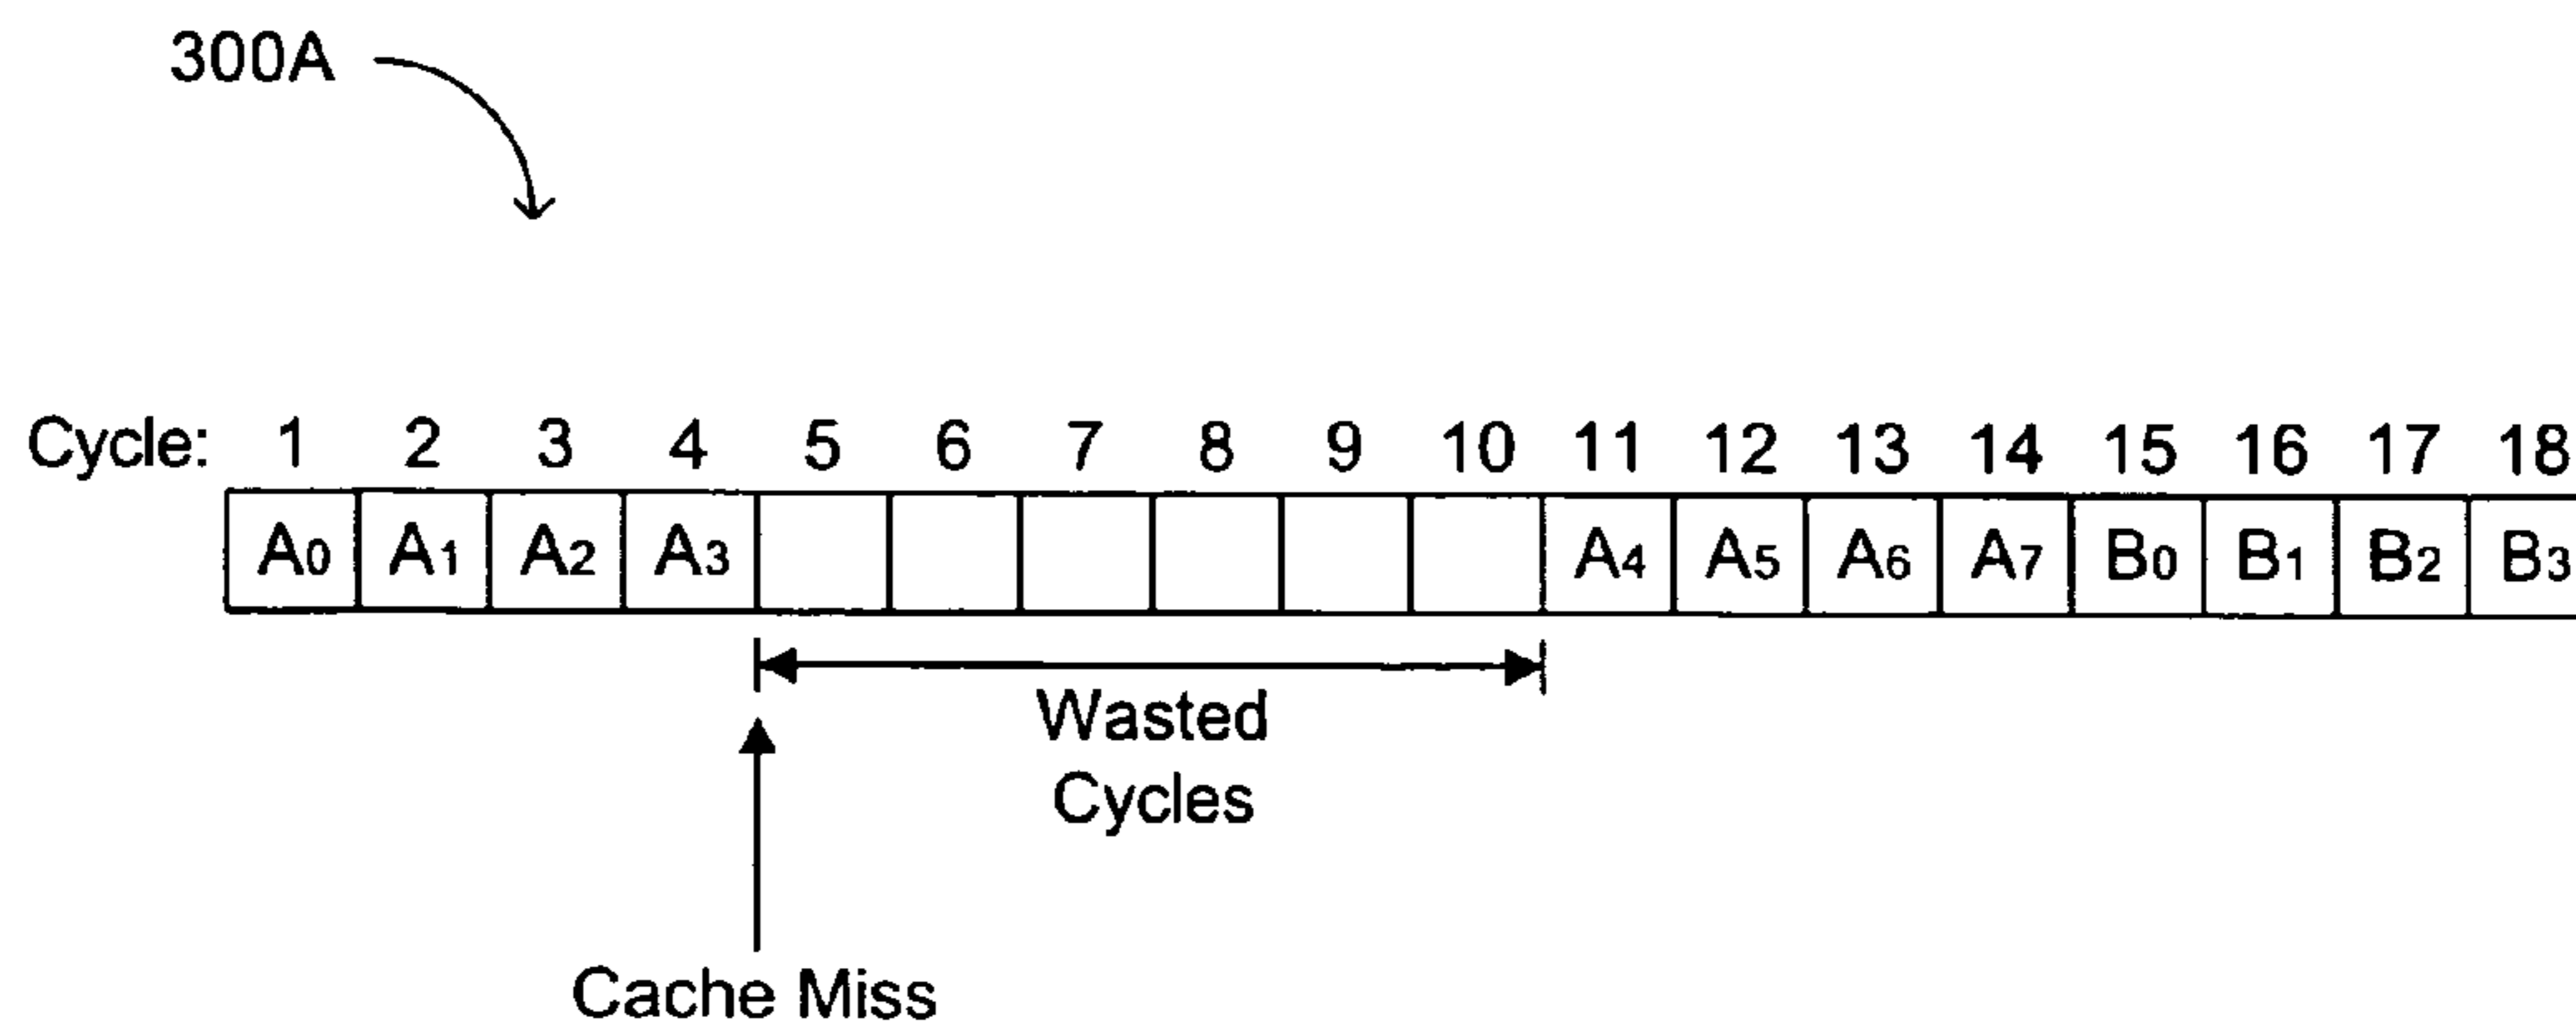 300A
Cycle: 1 2 3 4 5 6 7 8 9 10 11 12 13 14 15 16 17 18
A0 A1 A2 A3 A4 A5 A6 A7 B0 B1 B2 B3
Wasted
Cycles
Cache Miss